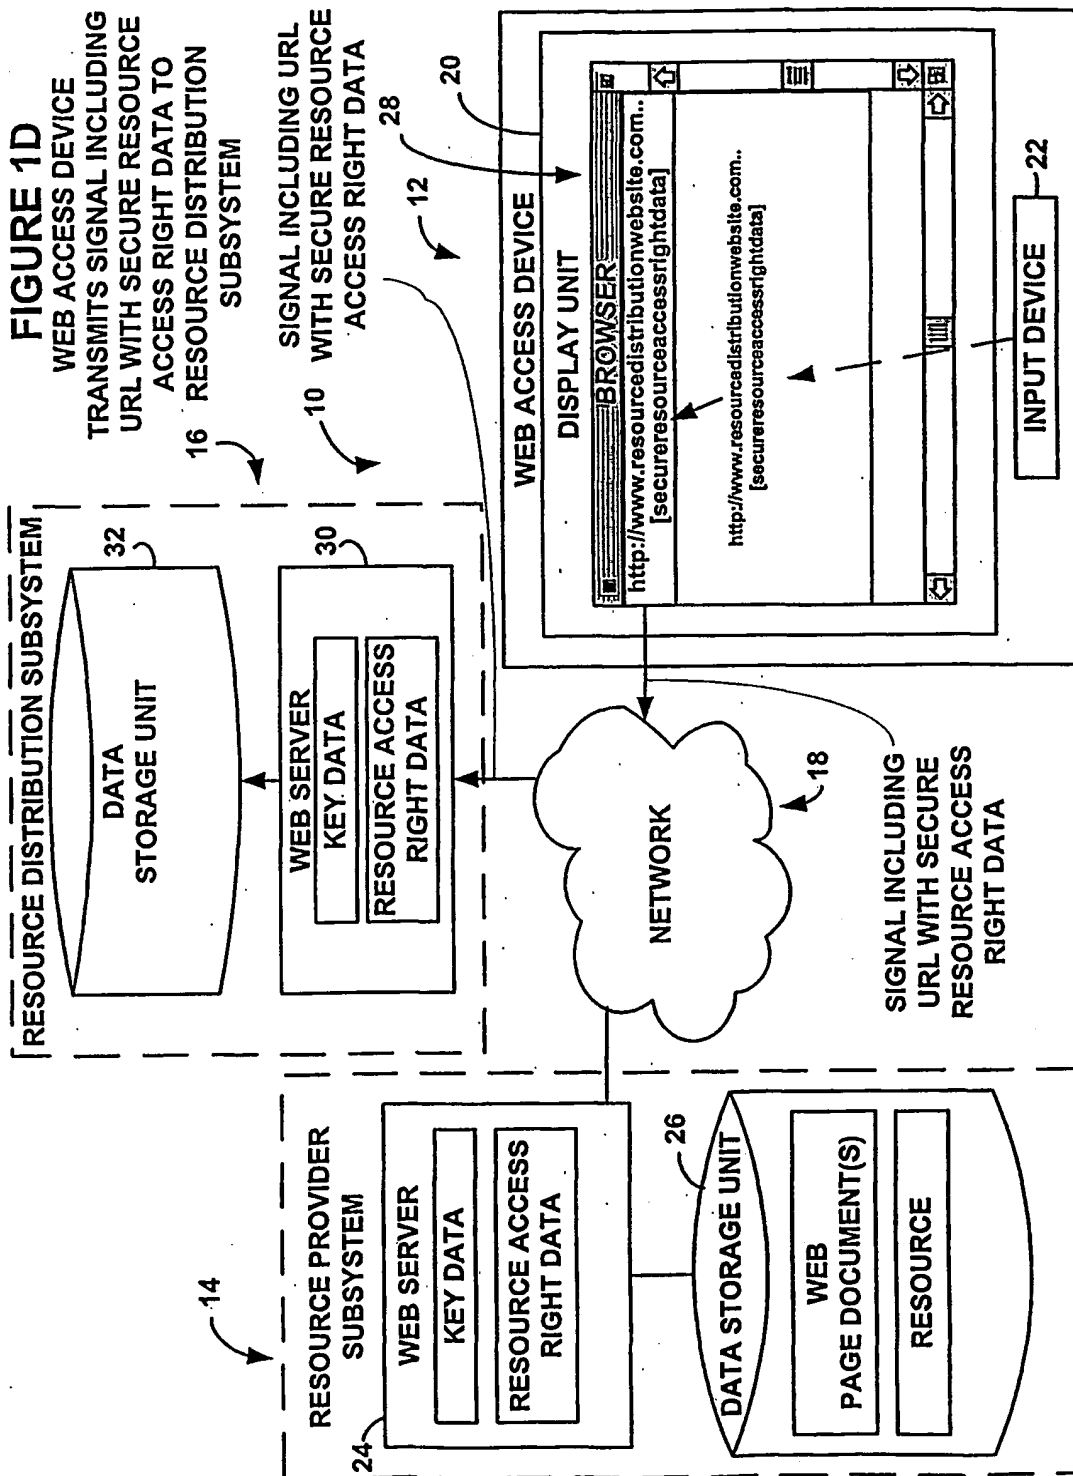 FIGURE 1D
WEB ACCESS DEVICE
TRANSMITS SIGNAL INCLUDING
URL WITH SECURE RESOURCE
ACCESS RIGHT DATA TO
RESOURCE DISTRIBUTION
SUBSYSTEM
14
RESOURCE PROVIDER
SUBSYSTEM
24
WEB SERVER
KEY DATA
RESOURCE ACCESS
RIGHT DATA
26
DATA STORAGE UNIT
WEB
PAGE DOCUMENT(S)
RESOURCE
RESOURCE DISTRIBUTION SUBSYSTEM
16
32
DATA
STORAGE UNIT
30
WEB SERVER
KEY DATA
RESOURCE ACCESS
RIGHT DATA
10
SIGNAL INCLUDING URL
WITH SECURE RESOURCE
ACCESS RIGHT DATA
NETWORK
18
SIGNAL INCLUDING
URL WITH SECURE
RESOURCE ACCESS
RIGHT DATA
12
28
20
WEB ACCESS DEVICE
DISPLAY UNIT
BROWSER
http://www.resourcedistributionwebsite.com..
[secureresourceaccessrightdata]
http://www.resourcedistributionwebsite.com..
[secureresourceaccessrightdata]
INPUT DEVICE
22